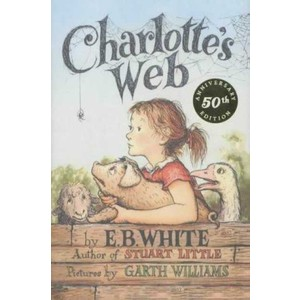 Charlotte's
Web
ANNIVERSARY
50th
EDITION
by E.B. WHITE
Author of STUART LITTLE
Pictures by GARTH WILLIAMS